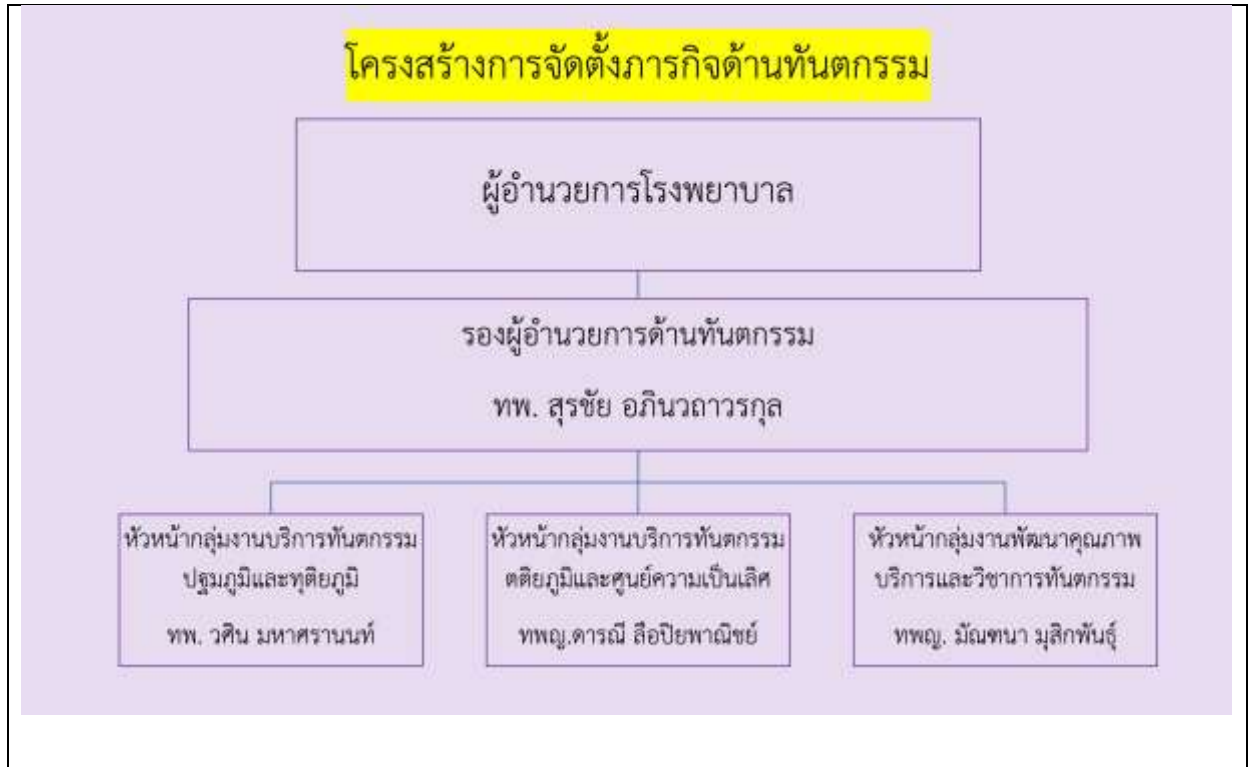 โครงสร้างการจัดตั้งภารกิจด้านทันตกรรม
ผู้อำนวยการโรงพยาบาล
รองผู้อำนวยการด้านทันตกรรม
ทพ. สุรชัย อภินวถาวรกุล
หัวหน้ากลุ่มงานบริการทันตกรรม
ปฐมภูมิและทุติยภูมิ
ทพ. วศิน มหาศรานนท์
หัวหน้ากลุ่มงานบริการทันตกรรม
ตติยภูมิและศูนย์ความเป็นเลิศ
ทพญ.ดารณี ลือปิยพาณิชย์
หัวหน้ากลุ่มงานพัฒนาคุณภาพ
บริการและวิชาการทันตกรรม
ทพญ. มัณฑนา มุสิกพันธุ์